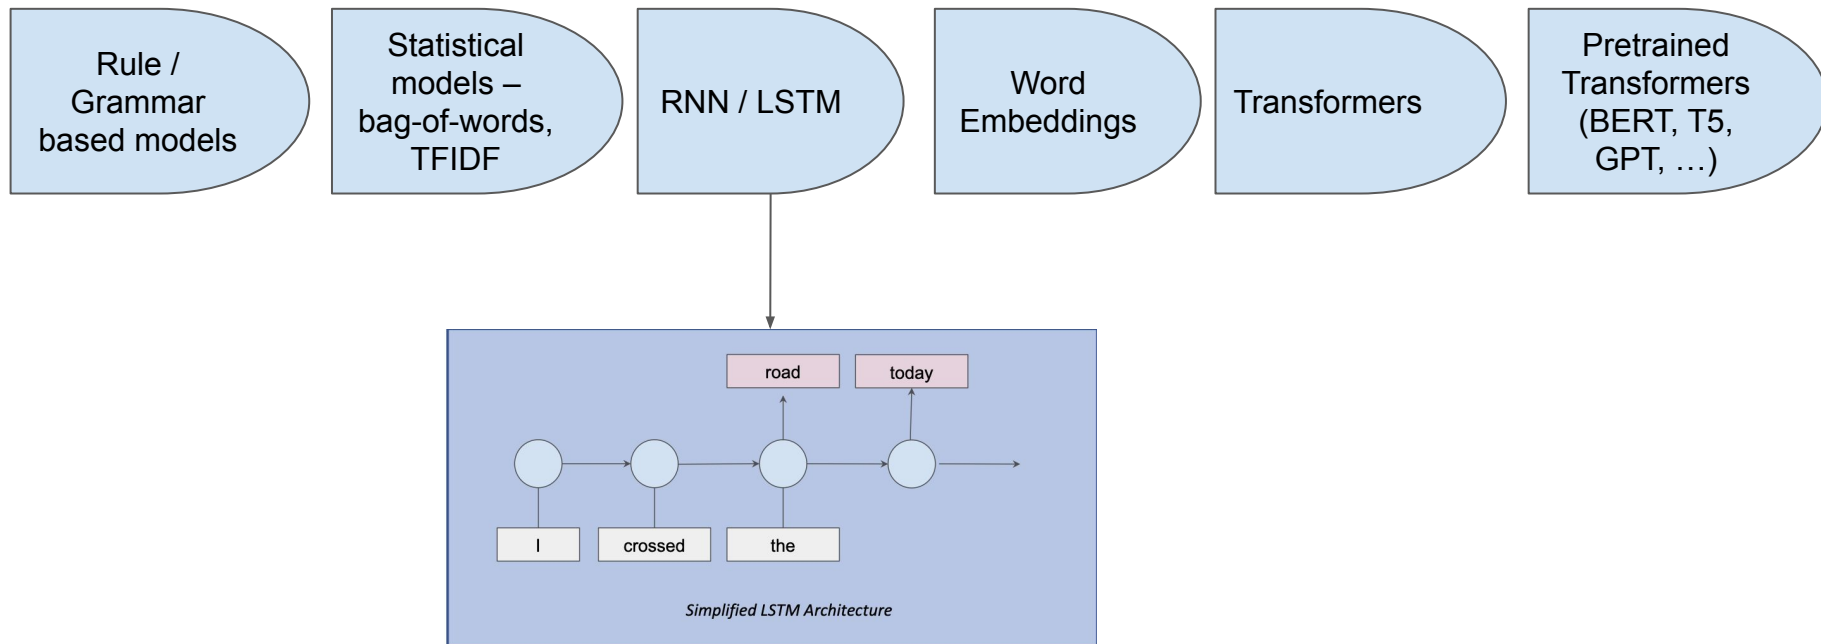 Rule /
Grammar
based models
Statistical
models –
bag-of-words,
TFIDF
RNN / LSTM
Word
Embeddings
Transformers
Pretrained
Transformers
(BERT, T5,
GPT, …)
road
today
I
crossed
the
Simplified LSTM Architecture